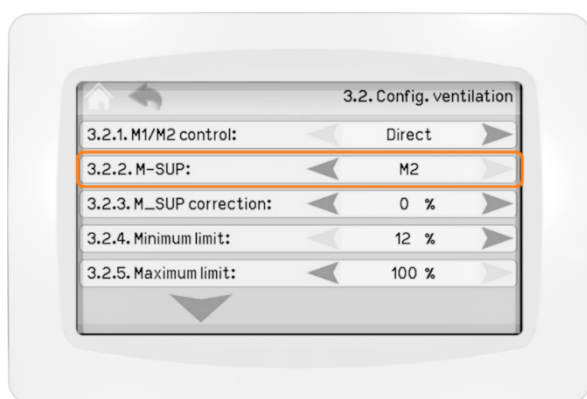 3.2. Config. ventilation
3.2.1. M1/M2 control: Direct
3.2.2. M-SUP: M2
3.2.3. M_SUP correction: 0 %
3.2.4. Minimum limit: 12 %
3.2.5. Maximum limit: 100 %